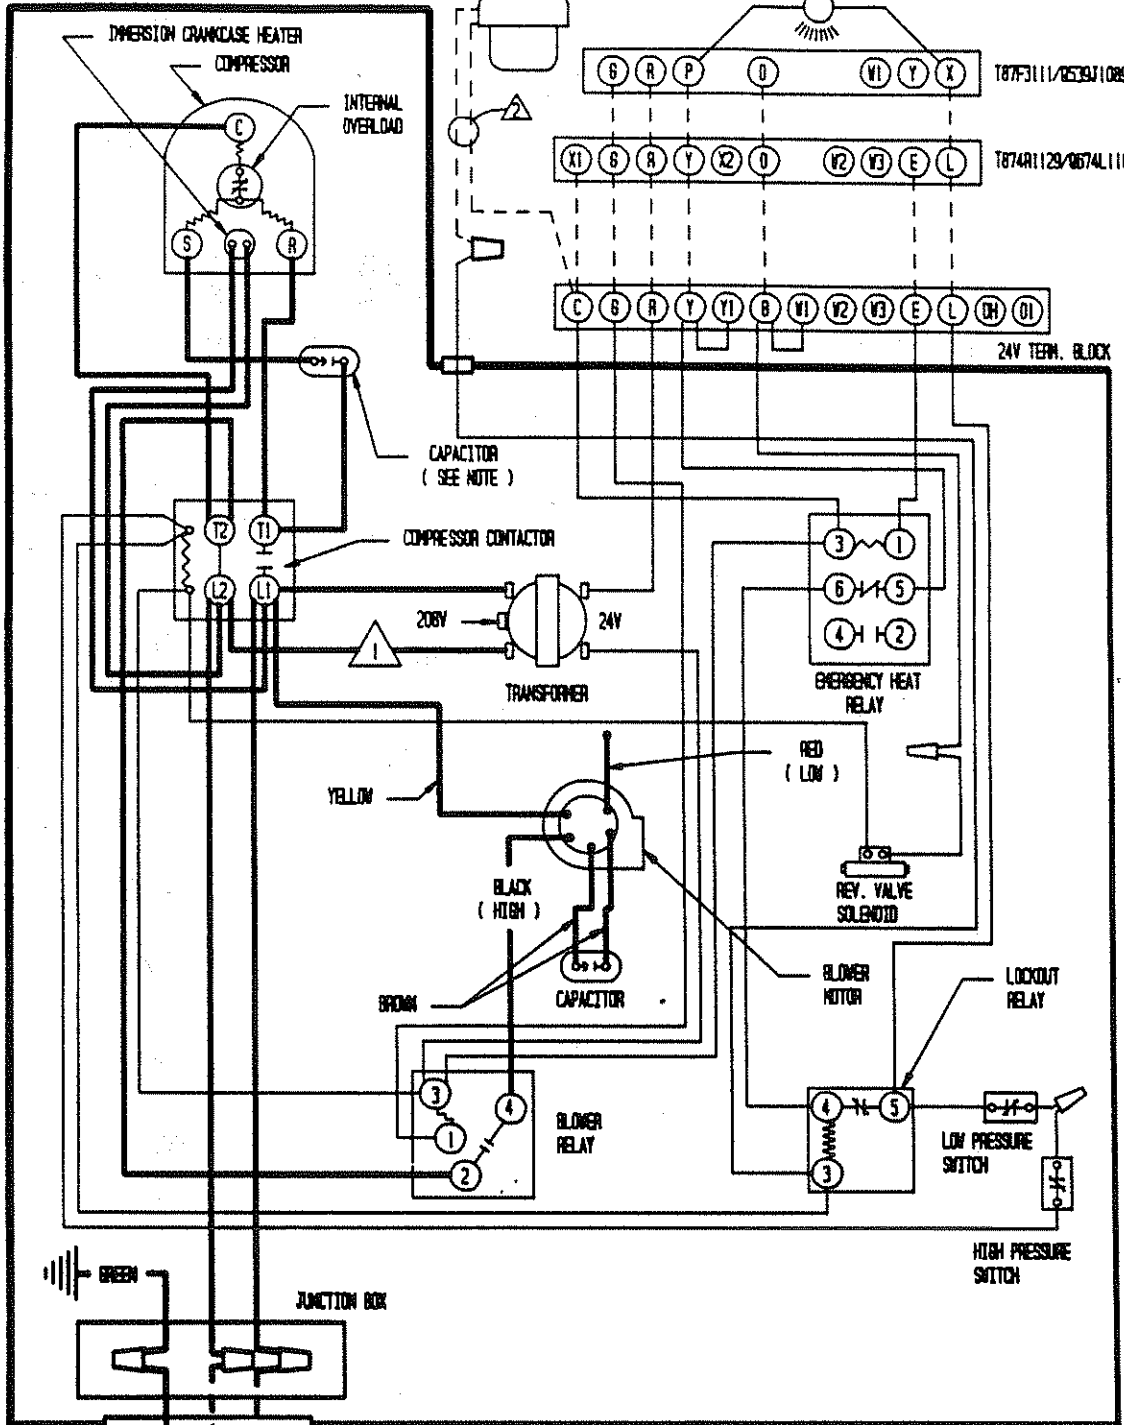 IMMERSION CRANKCASE HEATER
COMPRESSOR
INTERNAL
OVERLOAD
C
S
R
2
G R P O W1 Y X
X1 G R Y X2 O W2 W3 E L
C G R Y Y1 B W1 W2 W3 E L
24V TERM. BLOCK
CAPACITOR
( SEE NOTE )
T2 T1
COMPRESSOR CONTACTOR
L2 L1
208V
24V
1
TRANSFORMER
3 1
6 5
4 2
EMERGENCY HEAT
RELAY
RED
( LOW )
YELLOW
BLACK
( HIGH )
REV. VALVE
SOLENOID
BROWN
CAPACITOR
BLOWER
MOTOR
LOCKOUT
RELAY
3
4
1
2
BLOWER
RELAY
4 5
3
LOW PRESSURE
SWITCH
HIGH PRESSURE
SWITCH
GREEN
JUNCTION BOX